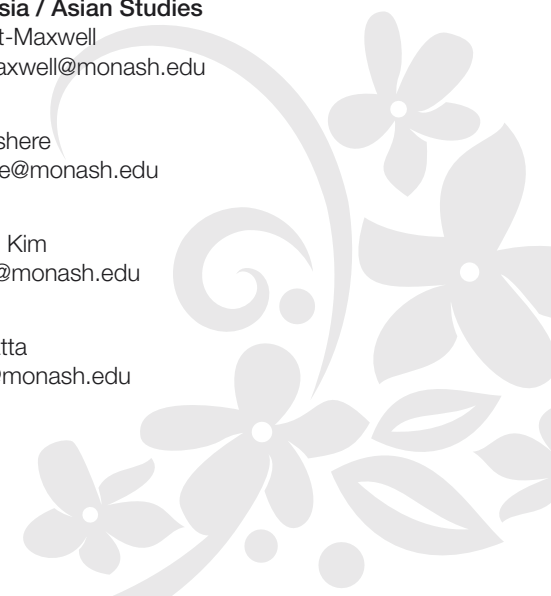 sia / Asian Studies
t-Maxwell
axwell@monash.edu
shere
e@monash.edu
Kim
@monash.edu
tta
@monash.edu